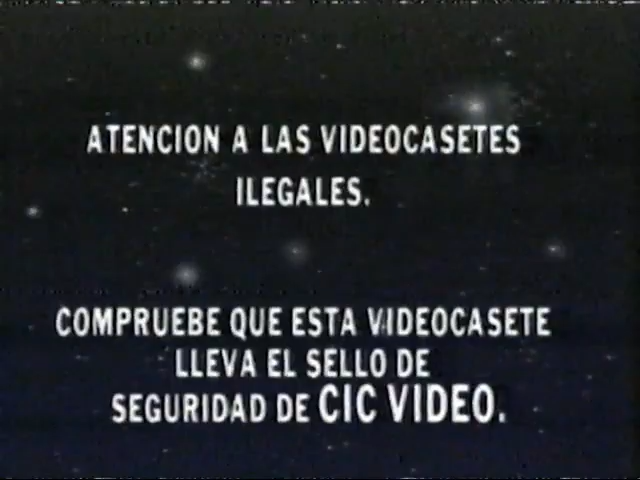 ATENCION A LAS VIDEOCASETES
ILEGALES.
COMPRUEBE QUE ESTA VIDEOCASETE
LLEVA EL SELLO DE
SEGURIDAD DE CIC VIDEO.